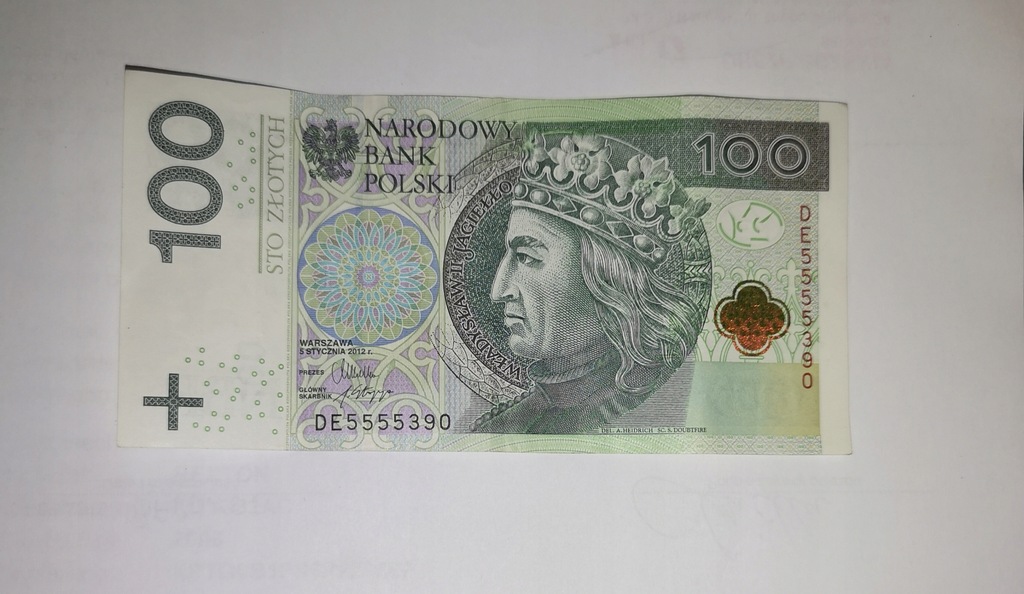 100
STO ZŁOTYCH
NARODOWY
BANK
POLSKI
100
WŁADYSŁAW II JAGIEŁŁO
DE5555390
WARSZAWA
5 STYCZNIA 2012 r.
PREZES
GŁÓWNY
SKARBNIK
DE5555390
DEL. A. HEIDRICH SC. S. DOUBTFIRE